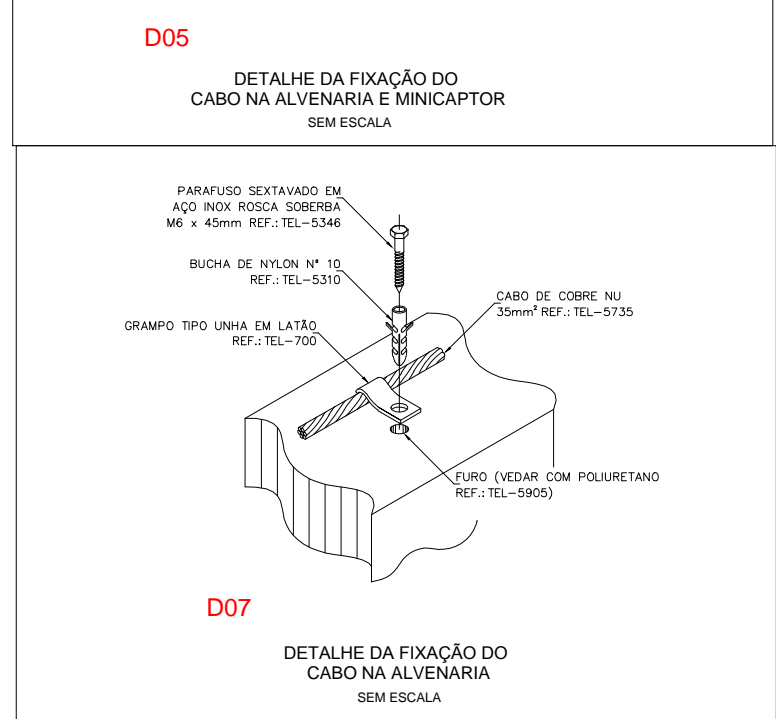 D05
DETALHE DA FIXAÇÃO DO
CABO NA ALVENARIA E MINICAPTOR
SEM ESCALA
PARAFUSO SEXTAVADO EM
AÇO INOX ROSCA SOBERBA
M6 x 45mm REF.: TEL-5346
BUCHA DE NYLON Nº 10
REF.: TEL-5310
GRAMPO TIPO UNHA EM LATÃO
REF.: TEL-700
CABO DE COBRE NU
35mm² REF.: TEL-5735
FURO (VEDAR COM POLIURETANO
REF.: TEL-5905)
D07
DETALHE DA FIXAÇÃO DO
CABO NA ALVENARIA
SEM ESCALA